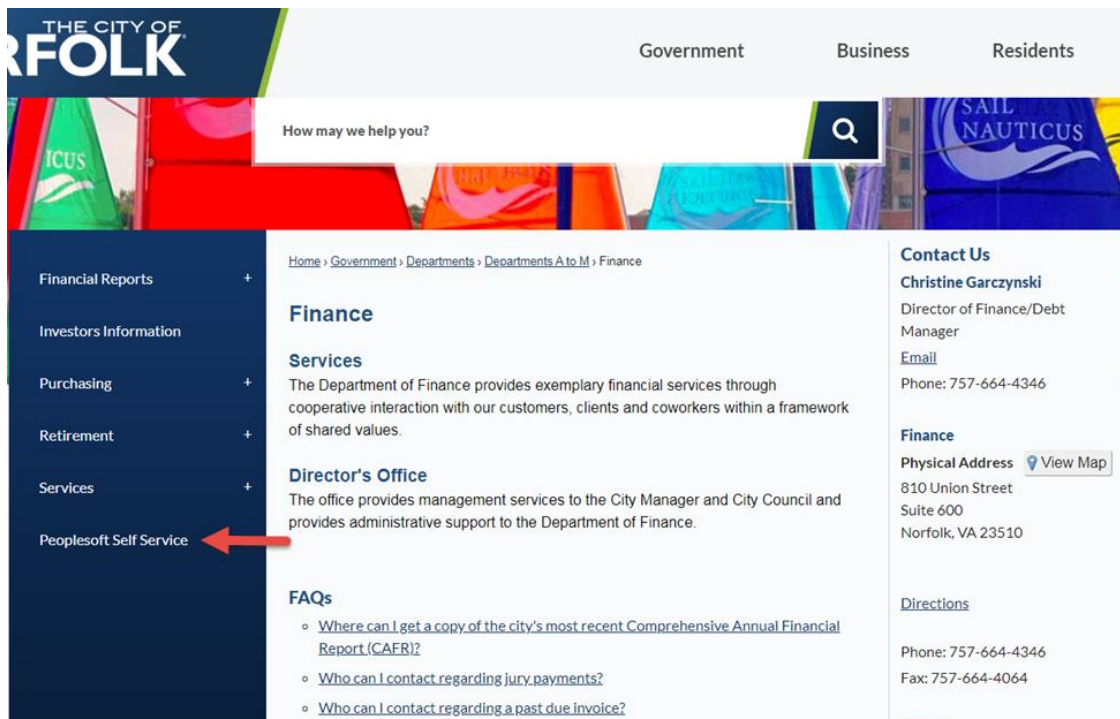 THE CITY OF
RFOLK
Government
Business
Residents
How may we help you?
ICUS
SAIL
NAUTICUS
Financial Reports +
Investors Information
Purchasing +
Retirement +
Services +
Peoplesoft Self Service
Home › Government › Departments › Departments A to M › Finance
Finance
Services
The Department of Finance provides exemplary financial services through
cooperative interaction with our customers, clients and coworkers within a framework
of shared values.
Director's Office
The office provides management services to the City Manager and City Council and
provides administrative support to the Department of Finance.
FAQs
Where can I get a copy of the city's most recent Comprehensive Annual Financial
Report (CAFR)?
Who can I contact regarding jury payments?
Who can I contact regarding a past due invoice?
Contact Us
Christine Garczynski
Director of Finance/Debt
Manager
Email
Phone: 757-664-4346
Finance
Physical Address View Map
810 Union Street
Suite 600
Norfolk, VA 23510
Directions
Phone: 757-664-4346
Fax: 757-664-4064